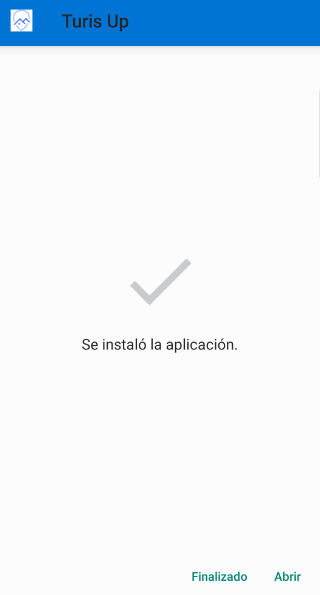 Turis Up
Se instaló la aplicación.
Finalizado Abrir